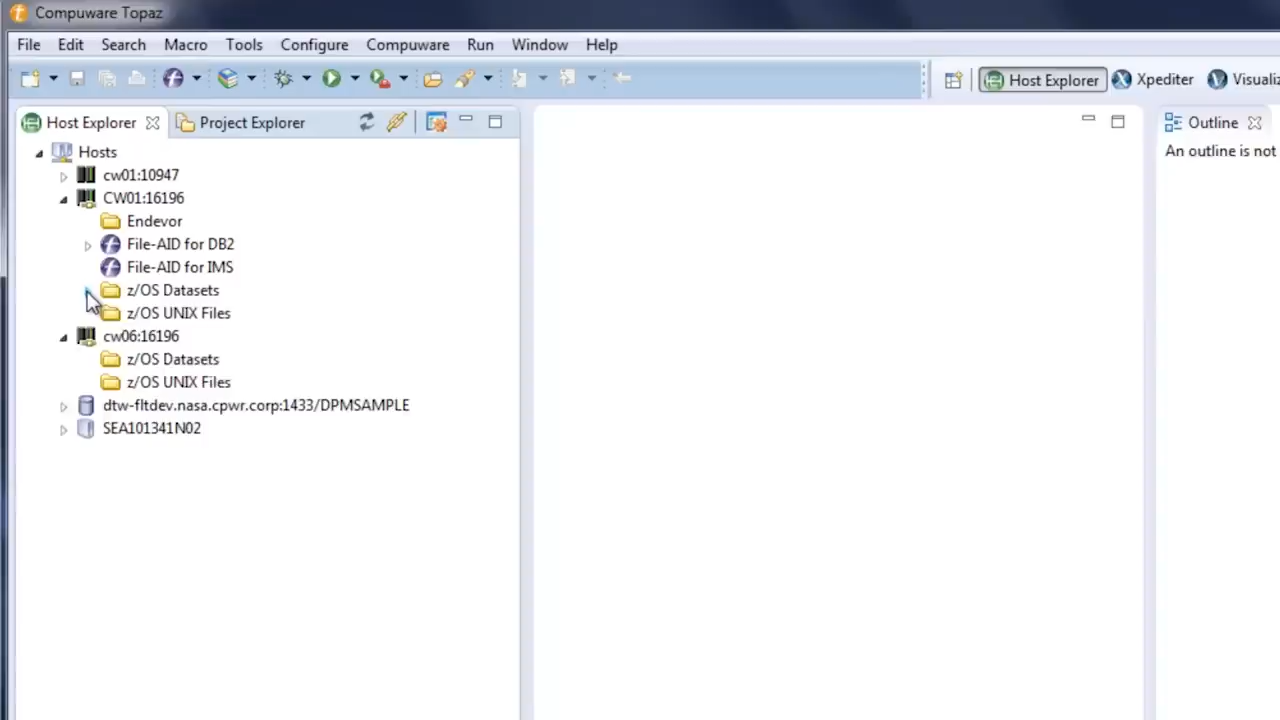 Compuware Topaz
File Edit Search Macro Tools Configure Compuware Run Window Help
Host Explorer Xpediter
Host Explorer Project Explorer Outline
Hosts
An outline is not
cw01:10947
CW01:16196
Endevor
File-AID for DB2
File-AID for IMS
z/OS Datasets
z/OS UNIX Files
cw06:16196
z/OS Datasets
z/OS UNIX Files
dtw-fltdev.nasa.cpwr.corp:1433/DPMSAMPLE
SEA101341N02